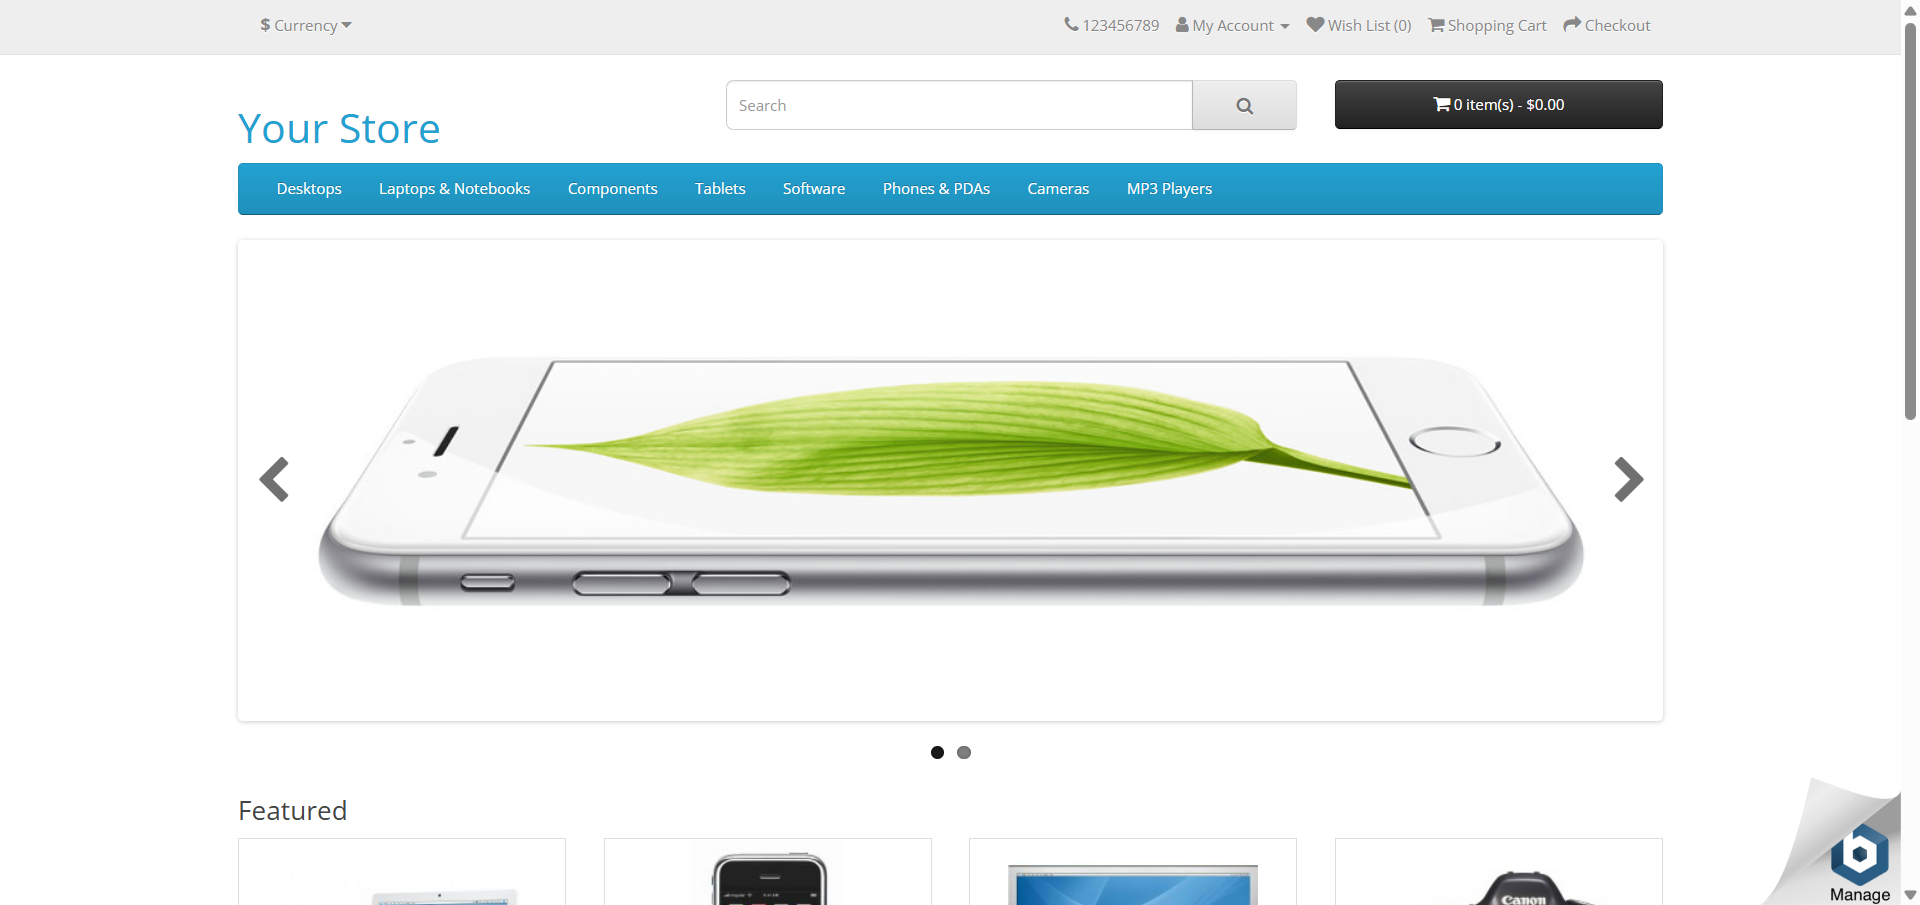 $ Currency
123456789 My Account Wish List (0) Shopping Cart Checkout
Your Store
Search
0 item(s) - $0.00
Desktops Laptops & Notebooks Components Tablets Software Phones & PDAs Cameras MP3 Players
Featured
Canon
Manage